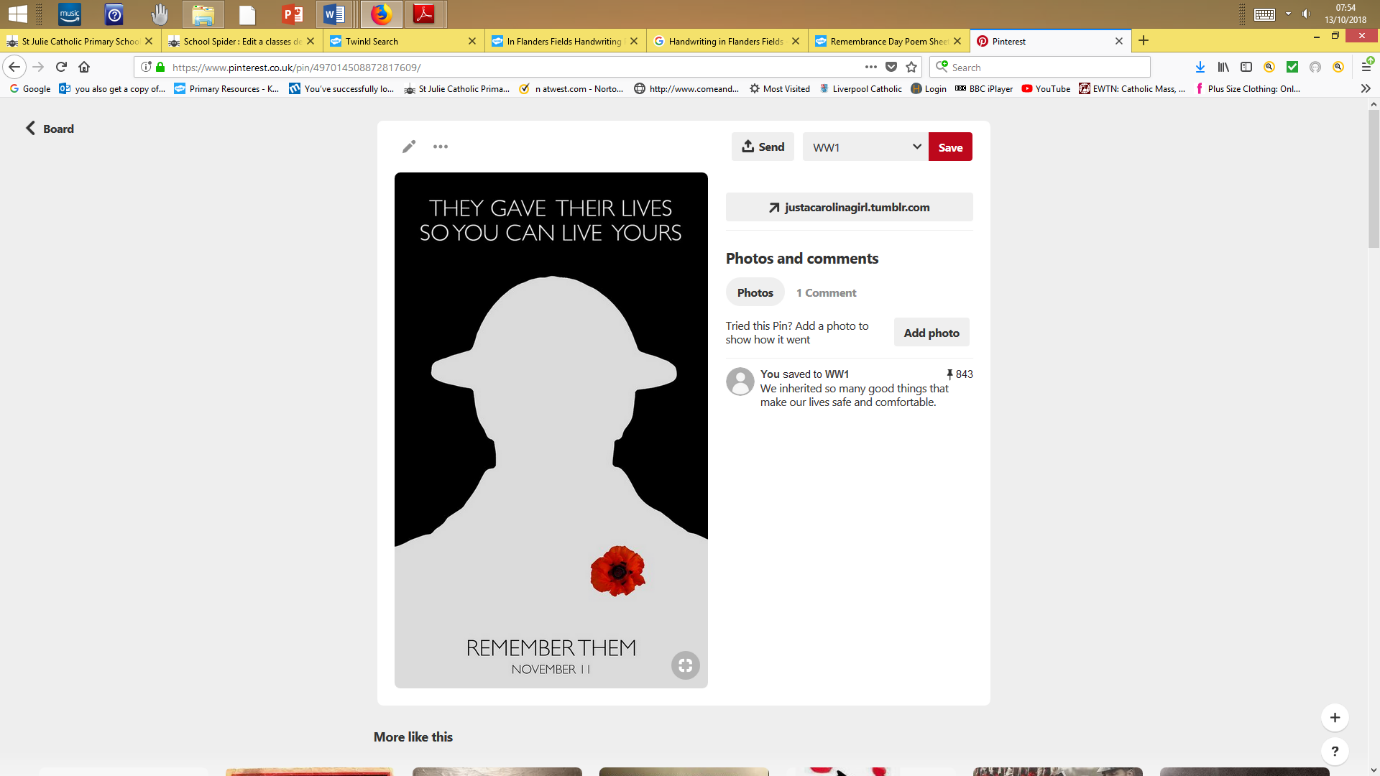 music
07:54
13/10/2018
St Julie Catholic Primary Schoo
School Spider : Edit a classes de
Twinkl Search
In Flanders Fields Handwriting
Handwriting in Flanders Fields
Remembrance Day Poem Shee
Pinterest
https://www.pinterest.co.uk/pin/497014508872817609/
Search
Google
you also get a copy of...
Primary Resources - K...
You've successfully lo...
St Julie Catholic Prima...
n atwest.com - Norto...
http://www.comeand...
Most Visited
Liverpool Catholic
Login
BBC iPlayer
YouTube
EWTN: Catholic Mass, ...
Plus Size Clothing: Onl...
Board
Send
WW1
Save
THEY GAVE THEIR LIVES
SO YOU CAN LIVE YOURS
REMEMBER THEM
NOVEMBER 11
justacarolinagirl.tumblr.com
Photos and comments
Photos
1 Comment
Tried this Pin? Add a photo to
show how it went
Add photo
You saved to WW1
843
We inherited so many good things that
make our lives safe and comfortable.
More like this
+
?